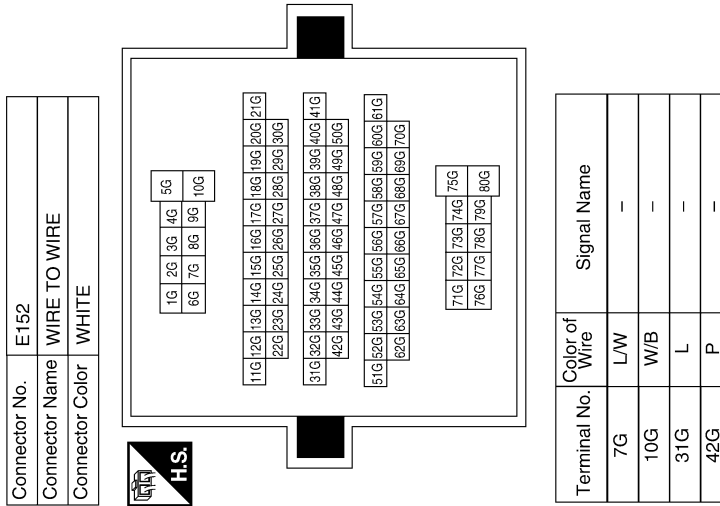 Connector No. E152
Connector Name WIRE TO WIRE
Connector Color WHITE
H.S.
1G 2G 3G 4G 5G
6G 7G 8G 9G 10G
11G 12G 13G 14G 15G 16G 17G 18G 19G 20G 21G
22G 23G 24G 25G 26G 27G 28G 29G 30G
31G 32G 33G 34G 35G 36G 37G 38G 39G 40G 41G
42G 43G 44G 45G 46G 47G 48G 49G 50G
51G 52G 53G 54G 55G 56G 57G 58G 59G 60G 61G
62G 63G 64G 65G 66G 67G 68G 69G 70G
71G 72G 73G 74G 75G
76G 77G 78G 79G 80G
Terminal No. Color of Wire Signal Name
7G L/W –
10G W/B –
31G L –
42G P –